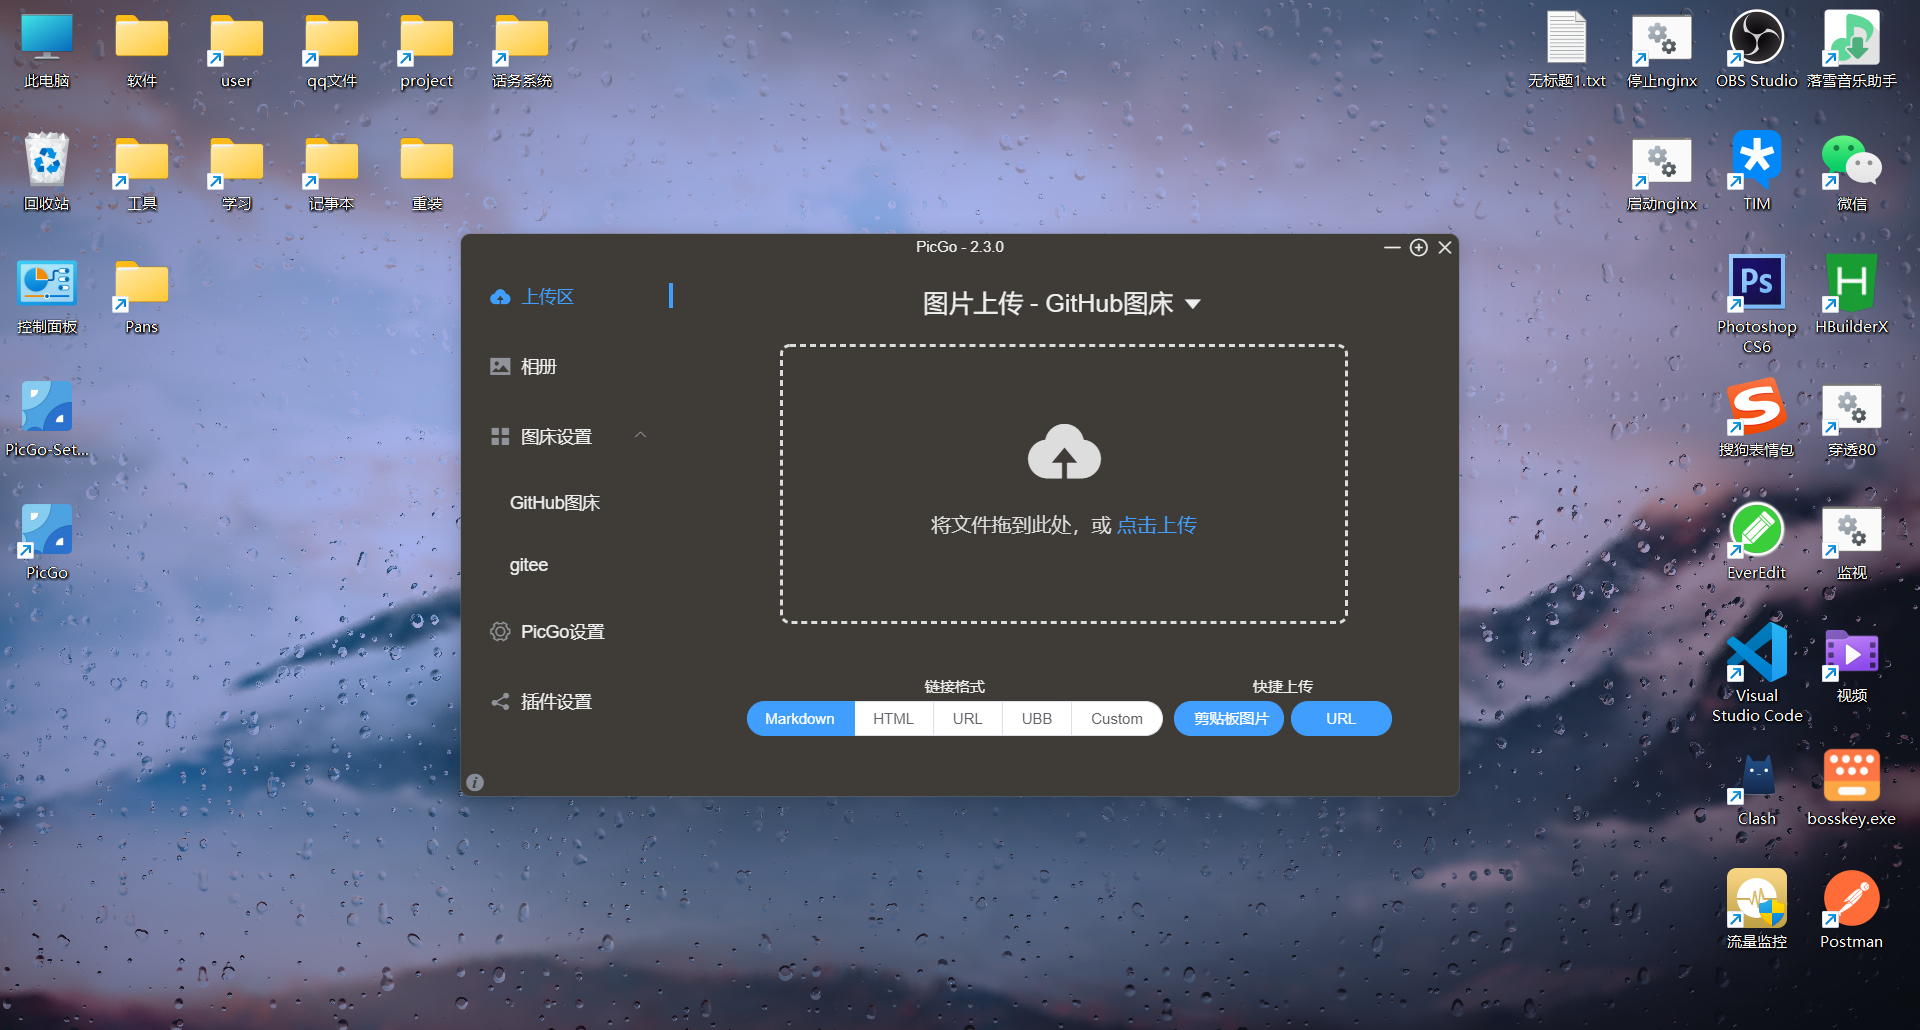 此电脑
软件
user
qq文件
project
话务系统
无标题1.txt
停止nginx
OBS Studio
落雪音乐助手
回收站
工具
学习
记事本
重装
启动nginx
TIM
微信
控制面板
Pans
Ps
Photoshop
CS6
H
HBuilderX
PicGo-Set...
搜狗表情包
穿透80
PicGo
EverEdit
监视
Visual
Studio Code
视频
Clash
bosskey.exe
流量监控
Postman
PicGo - 2.3.0
上传区
相册
图床设置
GitHub图床
gitee
PicGo设置
插件设置
图片上传 - GitHub图床
将文件拖到此处，或 点击上传
链接格式
快捷上传
Markdown
HTML
URL
UBB
Custom
剪贴板图片
URL